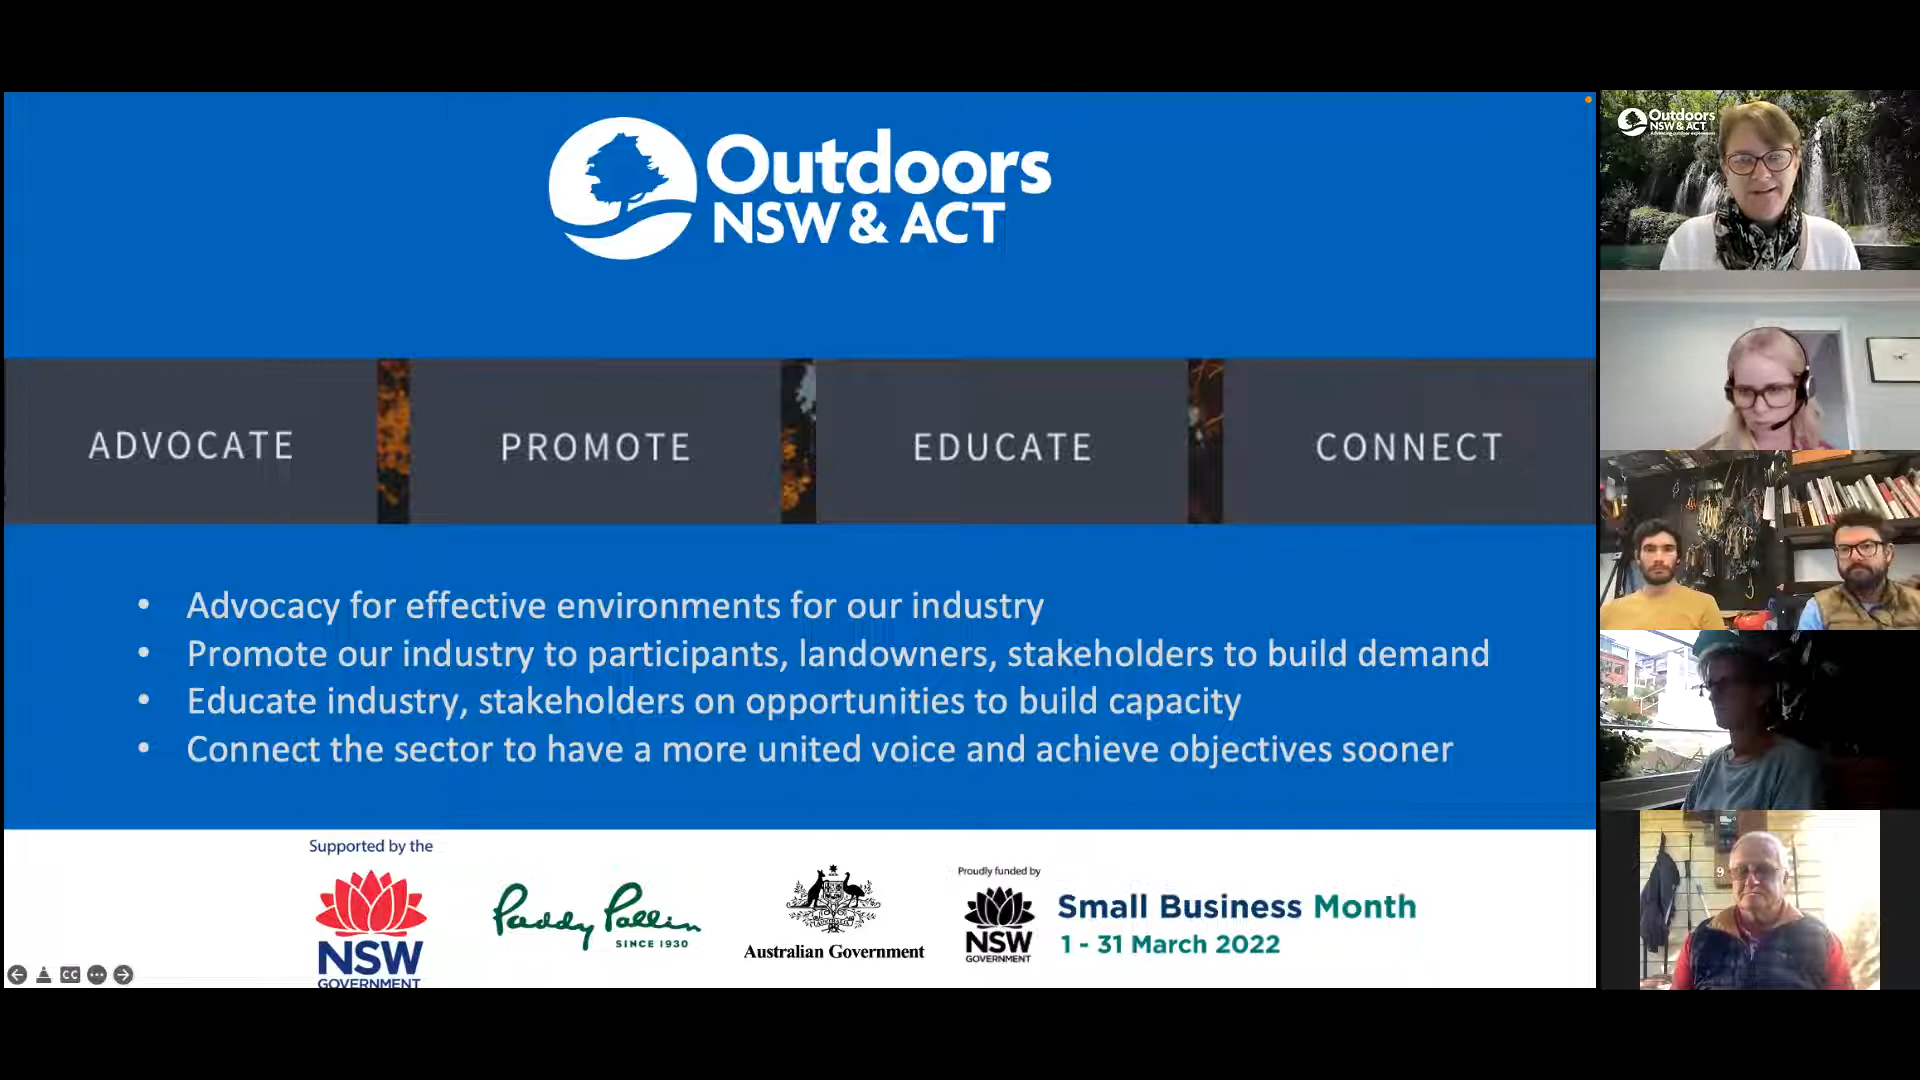 Outdoors
NSW & ACT
ADVOCATE
PROMOTE
EDUCATE
CONNECT
• Advocacy for effective environments for our industry
• Promote our industry to participants, landowners, stakeholders to build demand
• Educate industry, stakeholders on opportunities to build capacity
• Connect the sector to have a more united voice and achieve objectives sooner
Supported by the
NSW
GOVERNMENT
Paddy Pallin
SINCE 1930
Australian Government
Proudly funded by
NSW
GOVERNMENT
Small Business Month
1 - 31 March 2022
CC
Outdoors
NSW & ACT
9